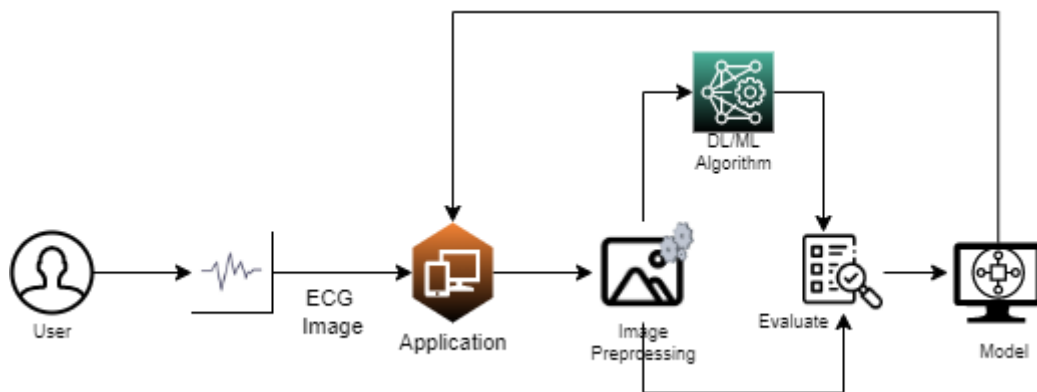 DL/ML
Algorithm
User
ECG
Image
Application
Image
Preprocessing
Evaluate
Model